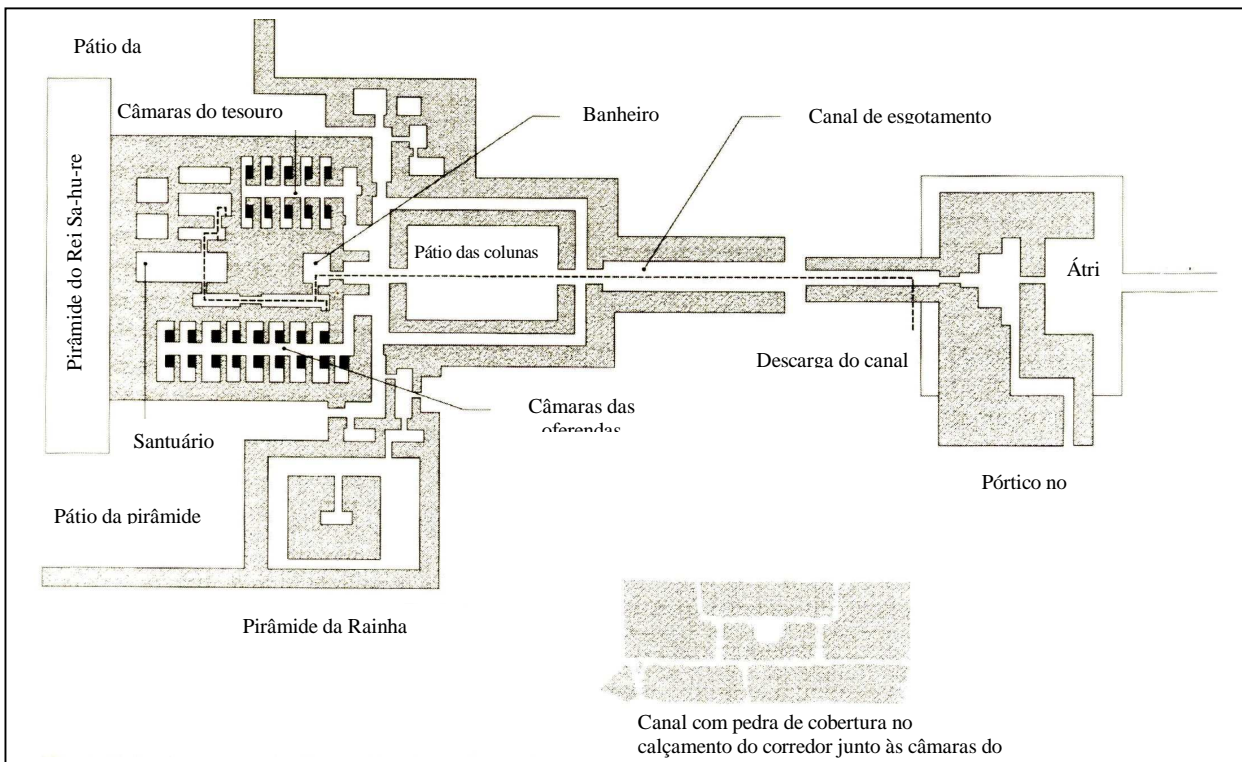 Pátio da
Câmaras do tesouro
Banheiro
Canal de esgotamento
Pirâmide do Rei Sa-hu-re
Pátio das colunas
Átri
Descarga do canal
Câmaras das
oferendas
Santuário
Pórtico no
Pátio da pirâmide
Pirâmide da Rainha
Canal com pedra de cobertura no
calçamento do corredor junto às câmaras do